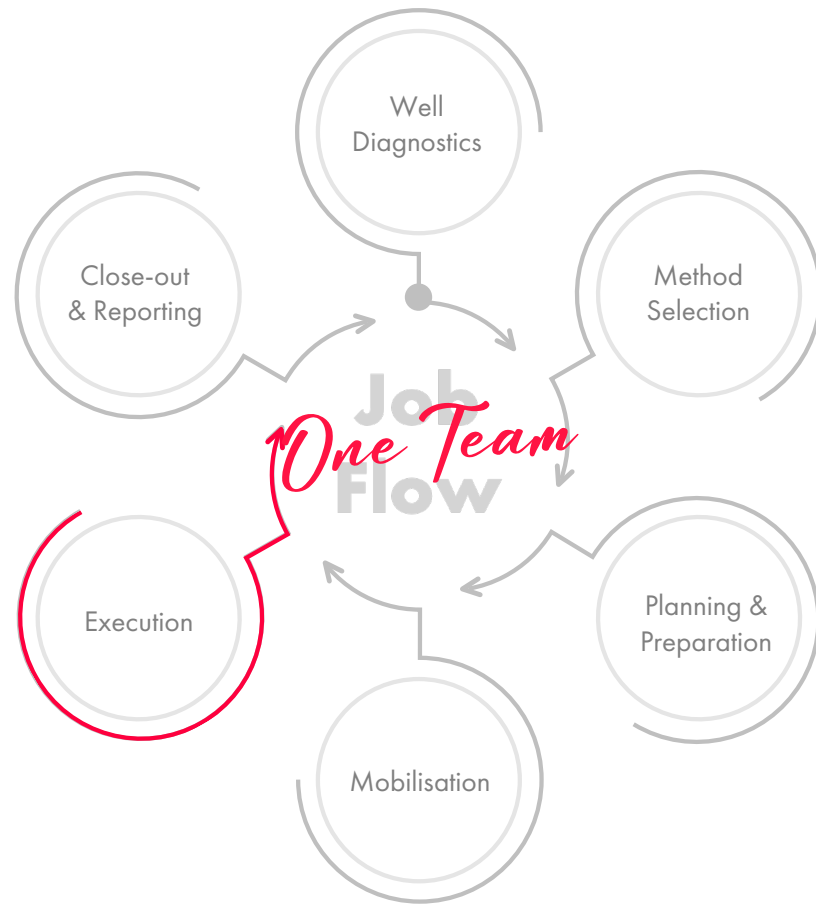 Well
Diagnostics
Method
Selection
Planning &
Preparation
Mobilisation
Execution
Close-out
& Reporting
Job
Flow
One Team